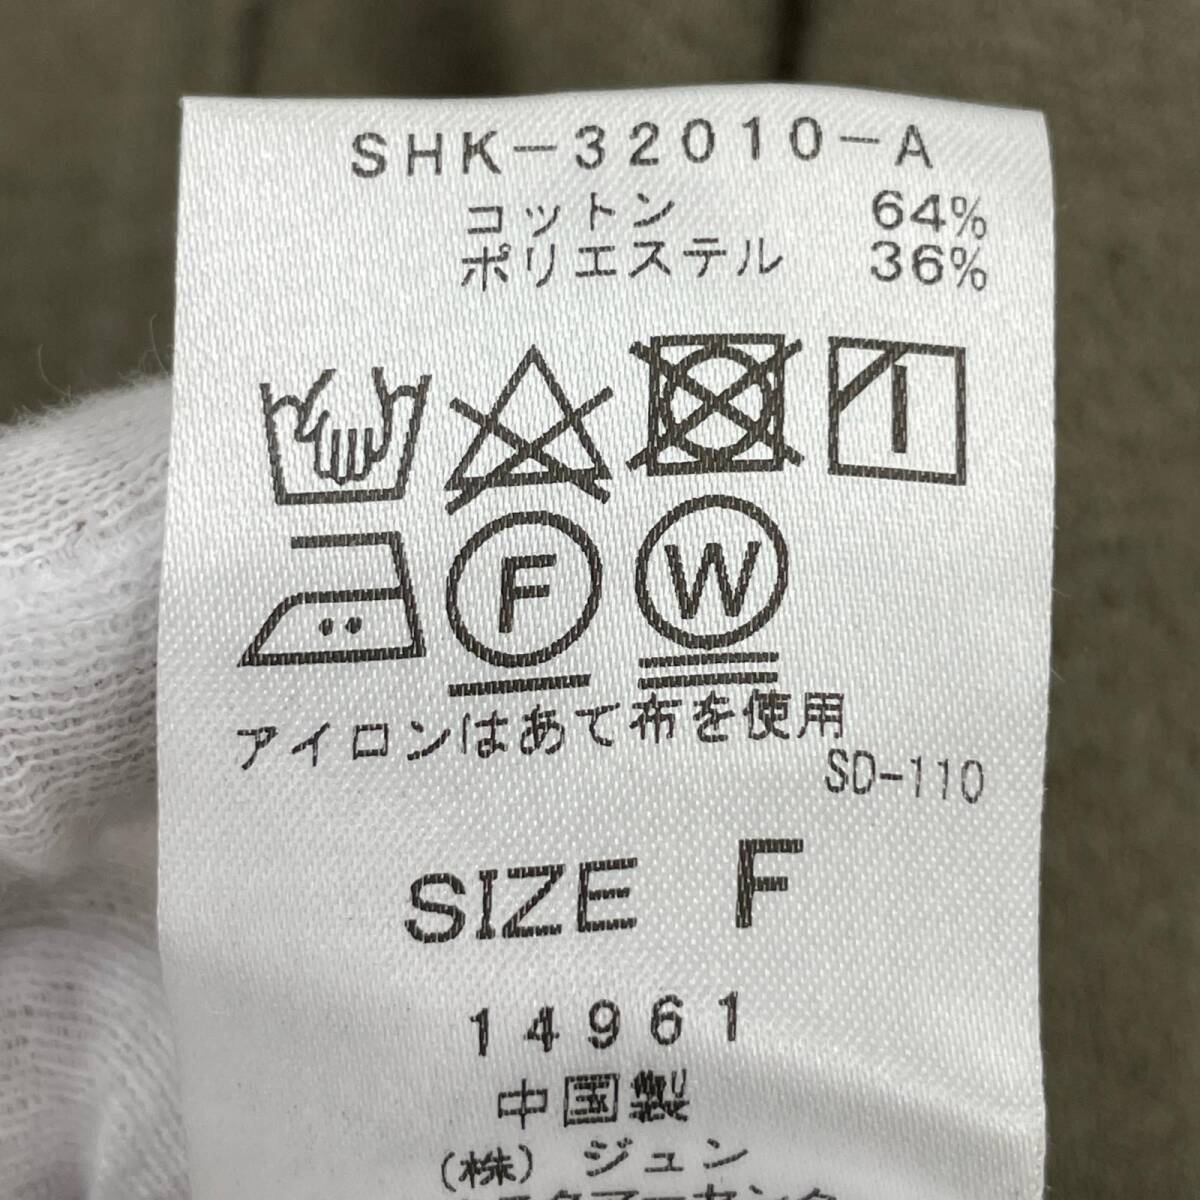 SHK-32010-A
コットン 64%
ポリエステル 36%
F W
アイロンはあて布を使用
SD-110
SIZE F
14961
中国製
(株) ジュン